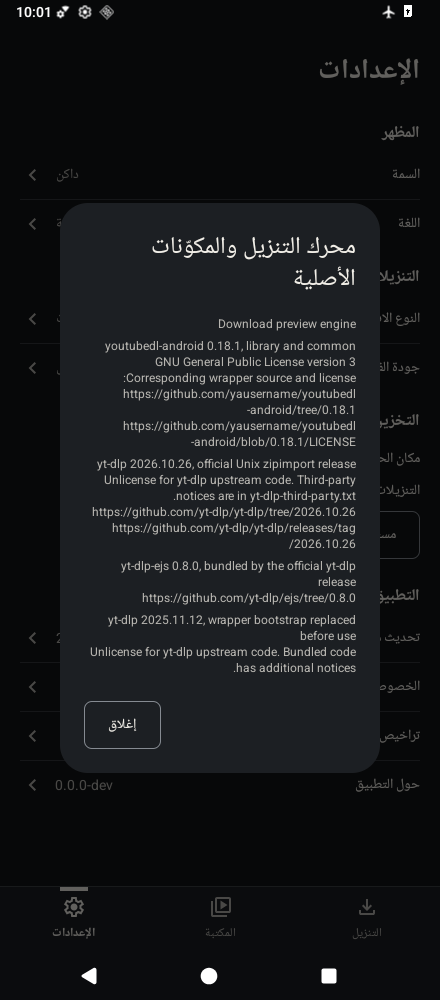 10:01
الإعدادات
المظهر
السمة
داكن
اللغة
التنزيلا
النوع الا
جودة الف
التخزين
مكان الح
التنزيلات
مس
التطبيق
تحديث
2
الخصوص
تراخيص
حول التطبيق
0.0.0-dev
محرك التنزيل والمكوّنات
الأصلية
Download preview engine
youtubedl-android 0.18.1, library and common
GNU General Public License version 3
Corresponding wrapper source and license:
https://github.com/yausername/youtubedl
-android/tree/0.18.1
https://github.com/yausername/youtubedl
-android/blob/0.18.1/LICENSE
yt-dlp 2026.10.26, official Unix zipimport release
Unlicense for yt-dlp upstream code. Third-party
notices are in yt-dlp-third-party.txt.
https://github.com/yt-dlp/yt-dlp/tree/2026.10.26
https://github.com/yt-dlp/yt-dlp/releases/tag
/2026.10.26
yt-dlp-ejs 0.8.0, bundled by the official yt-dlp
release
https://github.com/yt-dlp/ejs/tree/0.8.0
yt-dlp 2025.11.12, wrapper bootstrap replaced
before use
Unlicense for yt-dlp upstream code. Bundled code
has additional notices.
إغلاق
التنزيل
المكتبة
الإعدادات